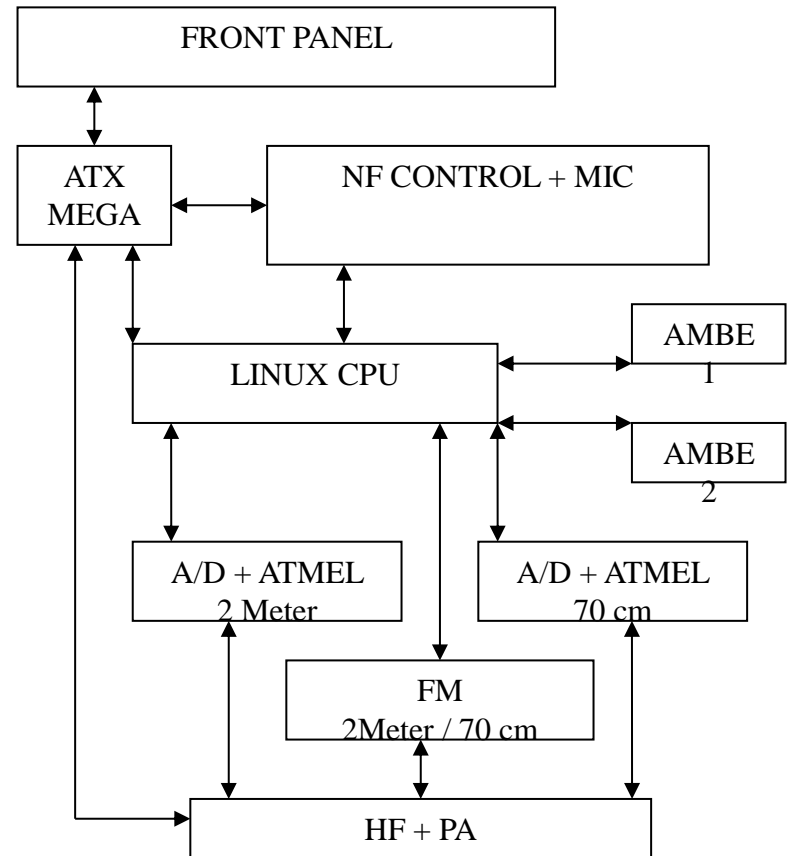 FRONT PANEL
ATX
MEGA
NF CONTROL + MIC
AMBE
1
LINUX CPU
AMBE
2
A/D + ATMEL
2 Meter
A/D + ATMEL
70 cm
FM
2Meter / 70 cm
HF + PA